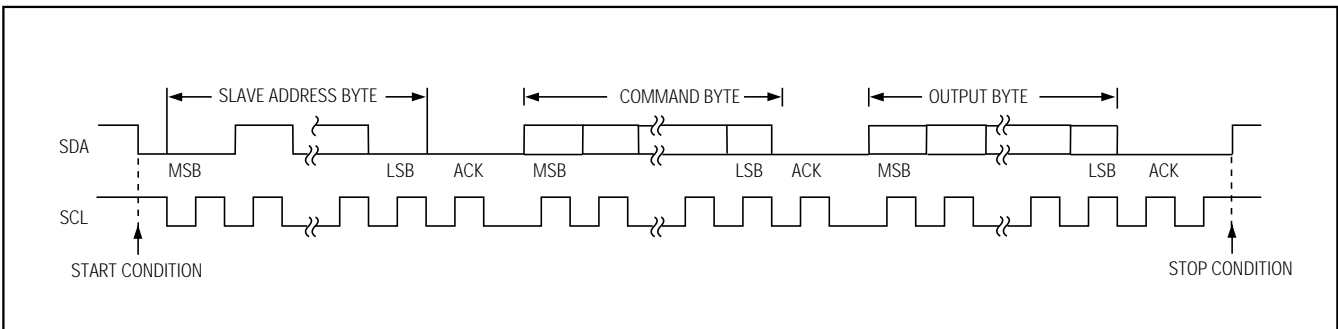 SLAVE ADDRESS BYTE COMMAND BYTE OUTPUT BYTE
SDA
MSB LSB ACK MSB LSB ACK MSB LSB ACK
SCL
START CONDITION STOP CONDITION